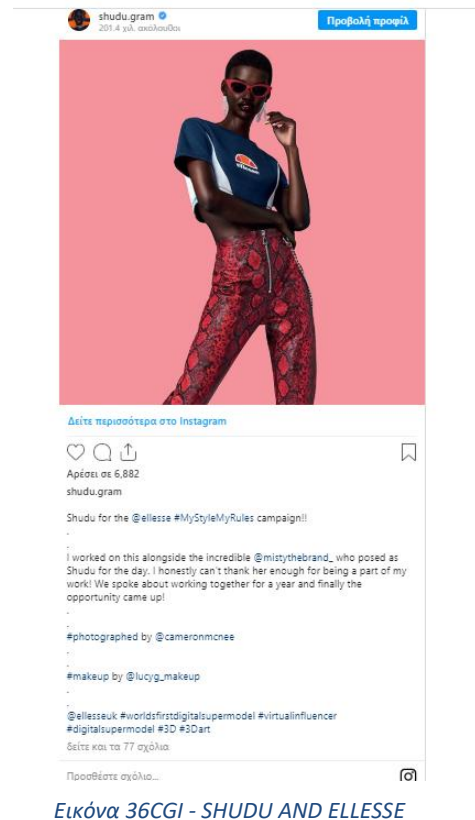 shudu.gram
201.4 χιλ. ακόλουθοι
Προβολή προφίλ
ellesse
Δείτε περισσότερα στο Instagram
Αρέσει σε 6,882
shudu.gram
Shudu for the @ellesse #MyStyleMyRules campaign!!
.
.
I worked on this alongside the incredible @mistythebrand_ who posed as
Shudu for the day. I honestly can't thank her enough for being a part of my
work! We spoke about working together for a year and finally the
opportunity came up!
.
.
#photographed by @cameronmcnee
.
.
#makeup by @lucyg_makeup
.
.
@ellesseuk #worldsfirstdigitalsupermodel #virtualinfluencer
#digitalsupermodel #3D #3Dart
δείτε και τα 77 σχόλια
Προσθέστε σχόλιο...
Εικόνα 36CGI - SHUDU AND ELLESSE